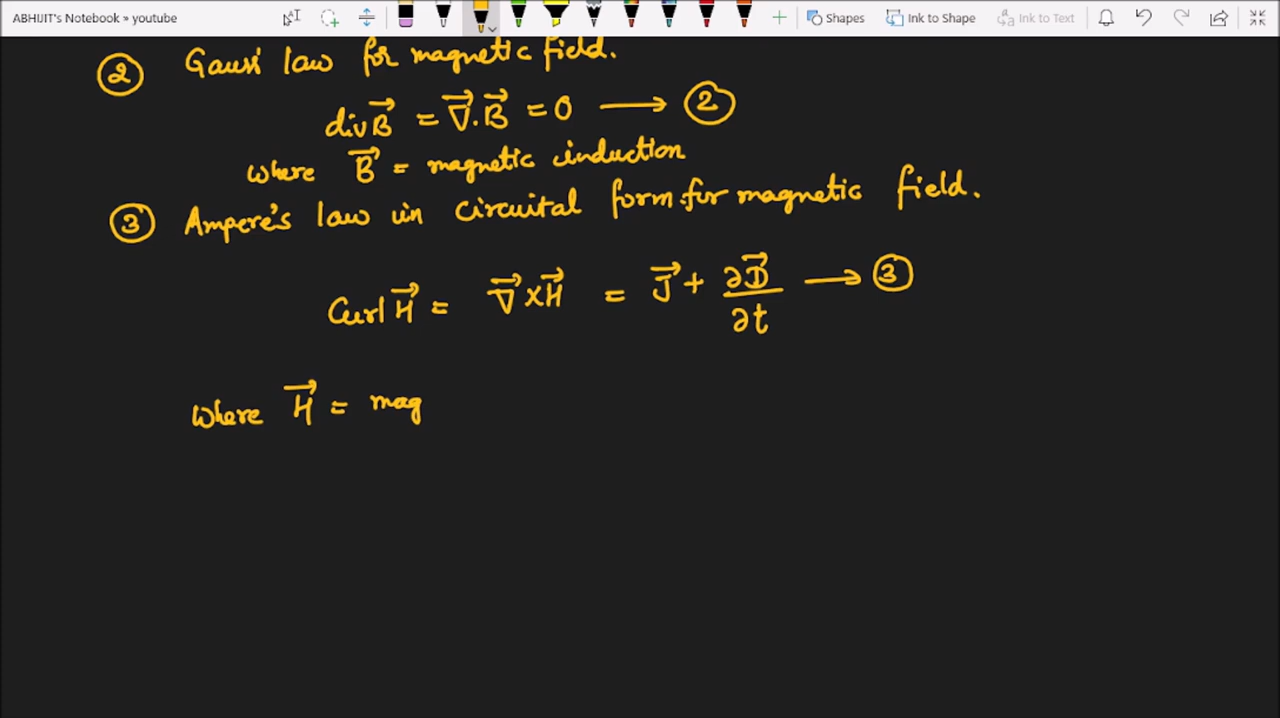 ABHIJIT's Notebook » youtube
Shapes
Ink to Shape
Ink to Text
② Gauss' law for magnetic field.
div B⃗ = ∇⃗.B⃗ = 0 ⟶ ②
where B⃗ = magnetic induction
③ Ampere's law in circuital form for magnetic field.
Curl H⃗ = ∇⃗×H⃗ = J⃗ + ∂D⃗/∂t ⟶ ③
where H⃗ = mag